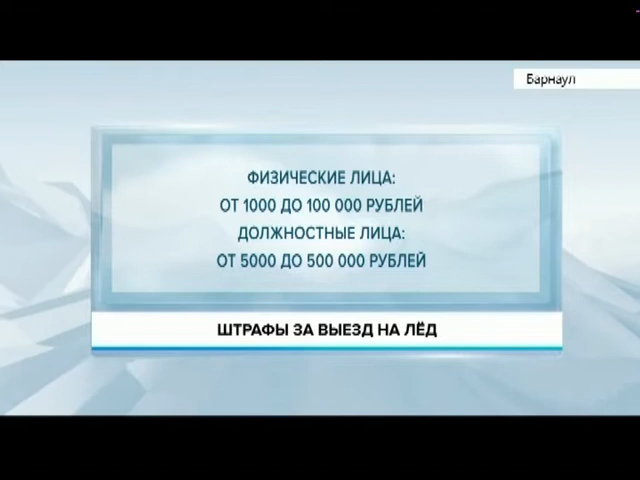 Барнаул
ФИЗИЧЕСКИЕ ЛИЦА:
ОТ 1000 ДО 100 000 РУБЛЕЙ
ДОЛЖНОСТНЫЕ ЛИЦА:
ОТ 5000 ДО 500 000 РУБЛЕЙ
ШТРАФЫ ЗА ВЫЕЗД НА ЛЁД